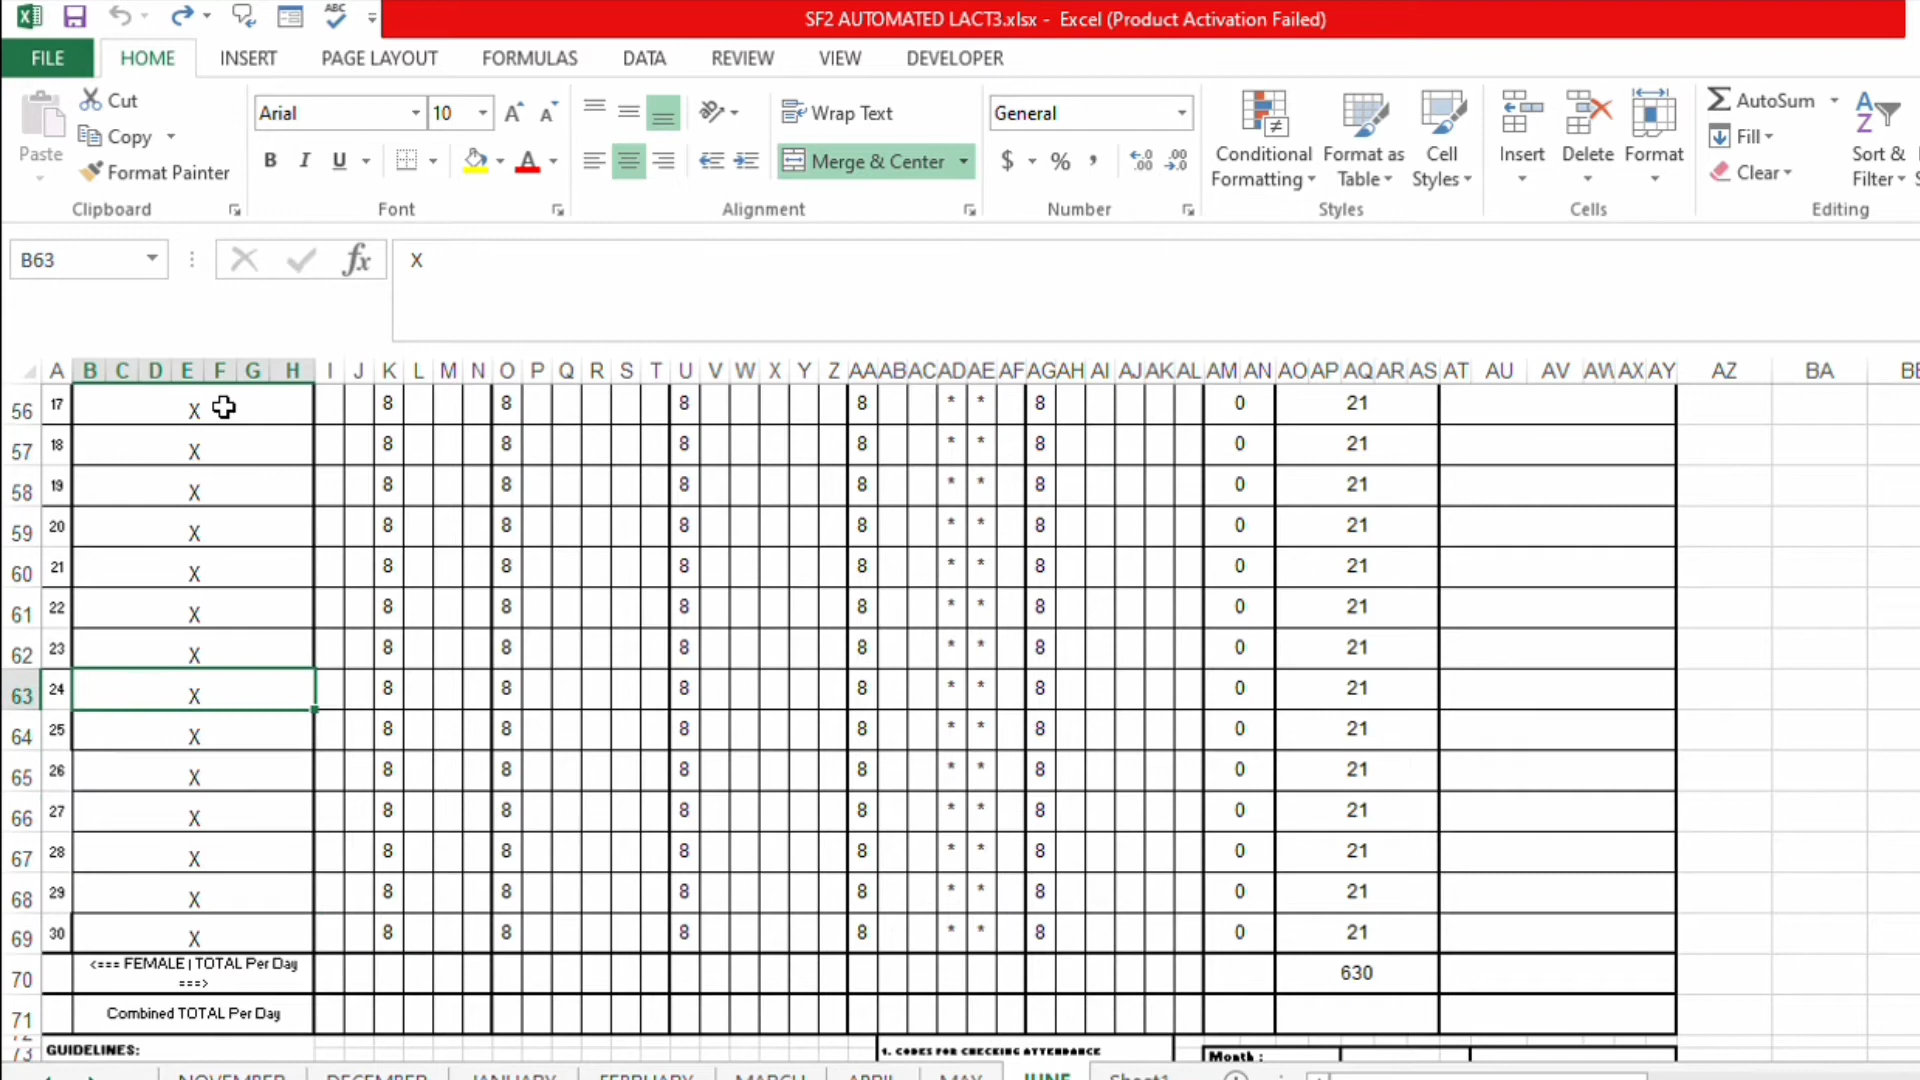 SF2 AUTOMATED LACT3.xlsx - Excel (Product Activation Failed)
FILE HOME INSERT PAGE LAYOUT FORMULAS DATA REVIEW VIEW DEVELOPER
Paste Cut Copy Format Painter
Arial 10
B I U A
Wrap Text
Merge & Center
General
$ % ,
Conditional Formatting Format as Table Cell Styles
Insert Delete Format
AutoSum Fill Clear
Sort & Filter
Clipboard Font Alignment Number Styles Cells Editing
B63 fx X
A B C D E F G H I J K L M N O P Q R S T U V W X Y Z AA AB AC AD AE AF AG AH AI AJ AK AL AM AN AO AP AQ AR AS AT AU AV AW AX AY AZ BA
56 17 X 8 8 8 8 * * 8 0 21
57 18 X 8 8 8 8 * * 8 0 21
58 19 X 8 8 8 8 * * 8 0 21
59 20 X 8 8 8 8 * * 8 0 21
60 21 X 8 8 8 8 * * 8 0 21
61 22 X 8 8 8 8 * * 8 0 21
62 23 X 8 8 8 8 * * 8 0 21
63 24 X 8 8 8 8 * * 8 0 21
64 25 X 8 8 8 8 * * 8 0 21
65 26 X 8 8 8 8 * * 8 0 21
66 27 X 8 8 8 8 * * 8 0 21
67 28 X 8 8 8 8 * * 8 0 21
68 29 X 8 8 8 8 * * 8 0 21
69 30 X 8 8 8 8 * * 8 0 21
70 <=== FEMALE | TOTAL Per Day ===> 630
71 Combined TOTAL Per Day
73 GUIDELINES: 1. CODES FOR CHECKING ATTENDANCE Month :
NOVEMBER DECEMBER JANUARY FEBRUARY MARCH APRIL MAY JUNE Sheet1